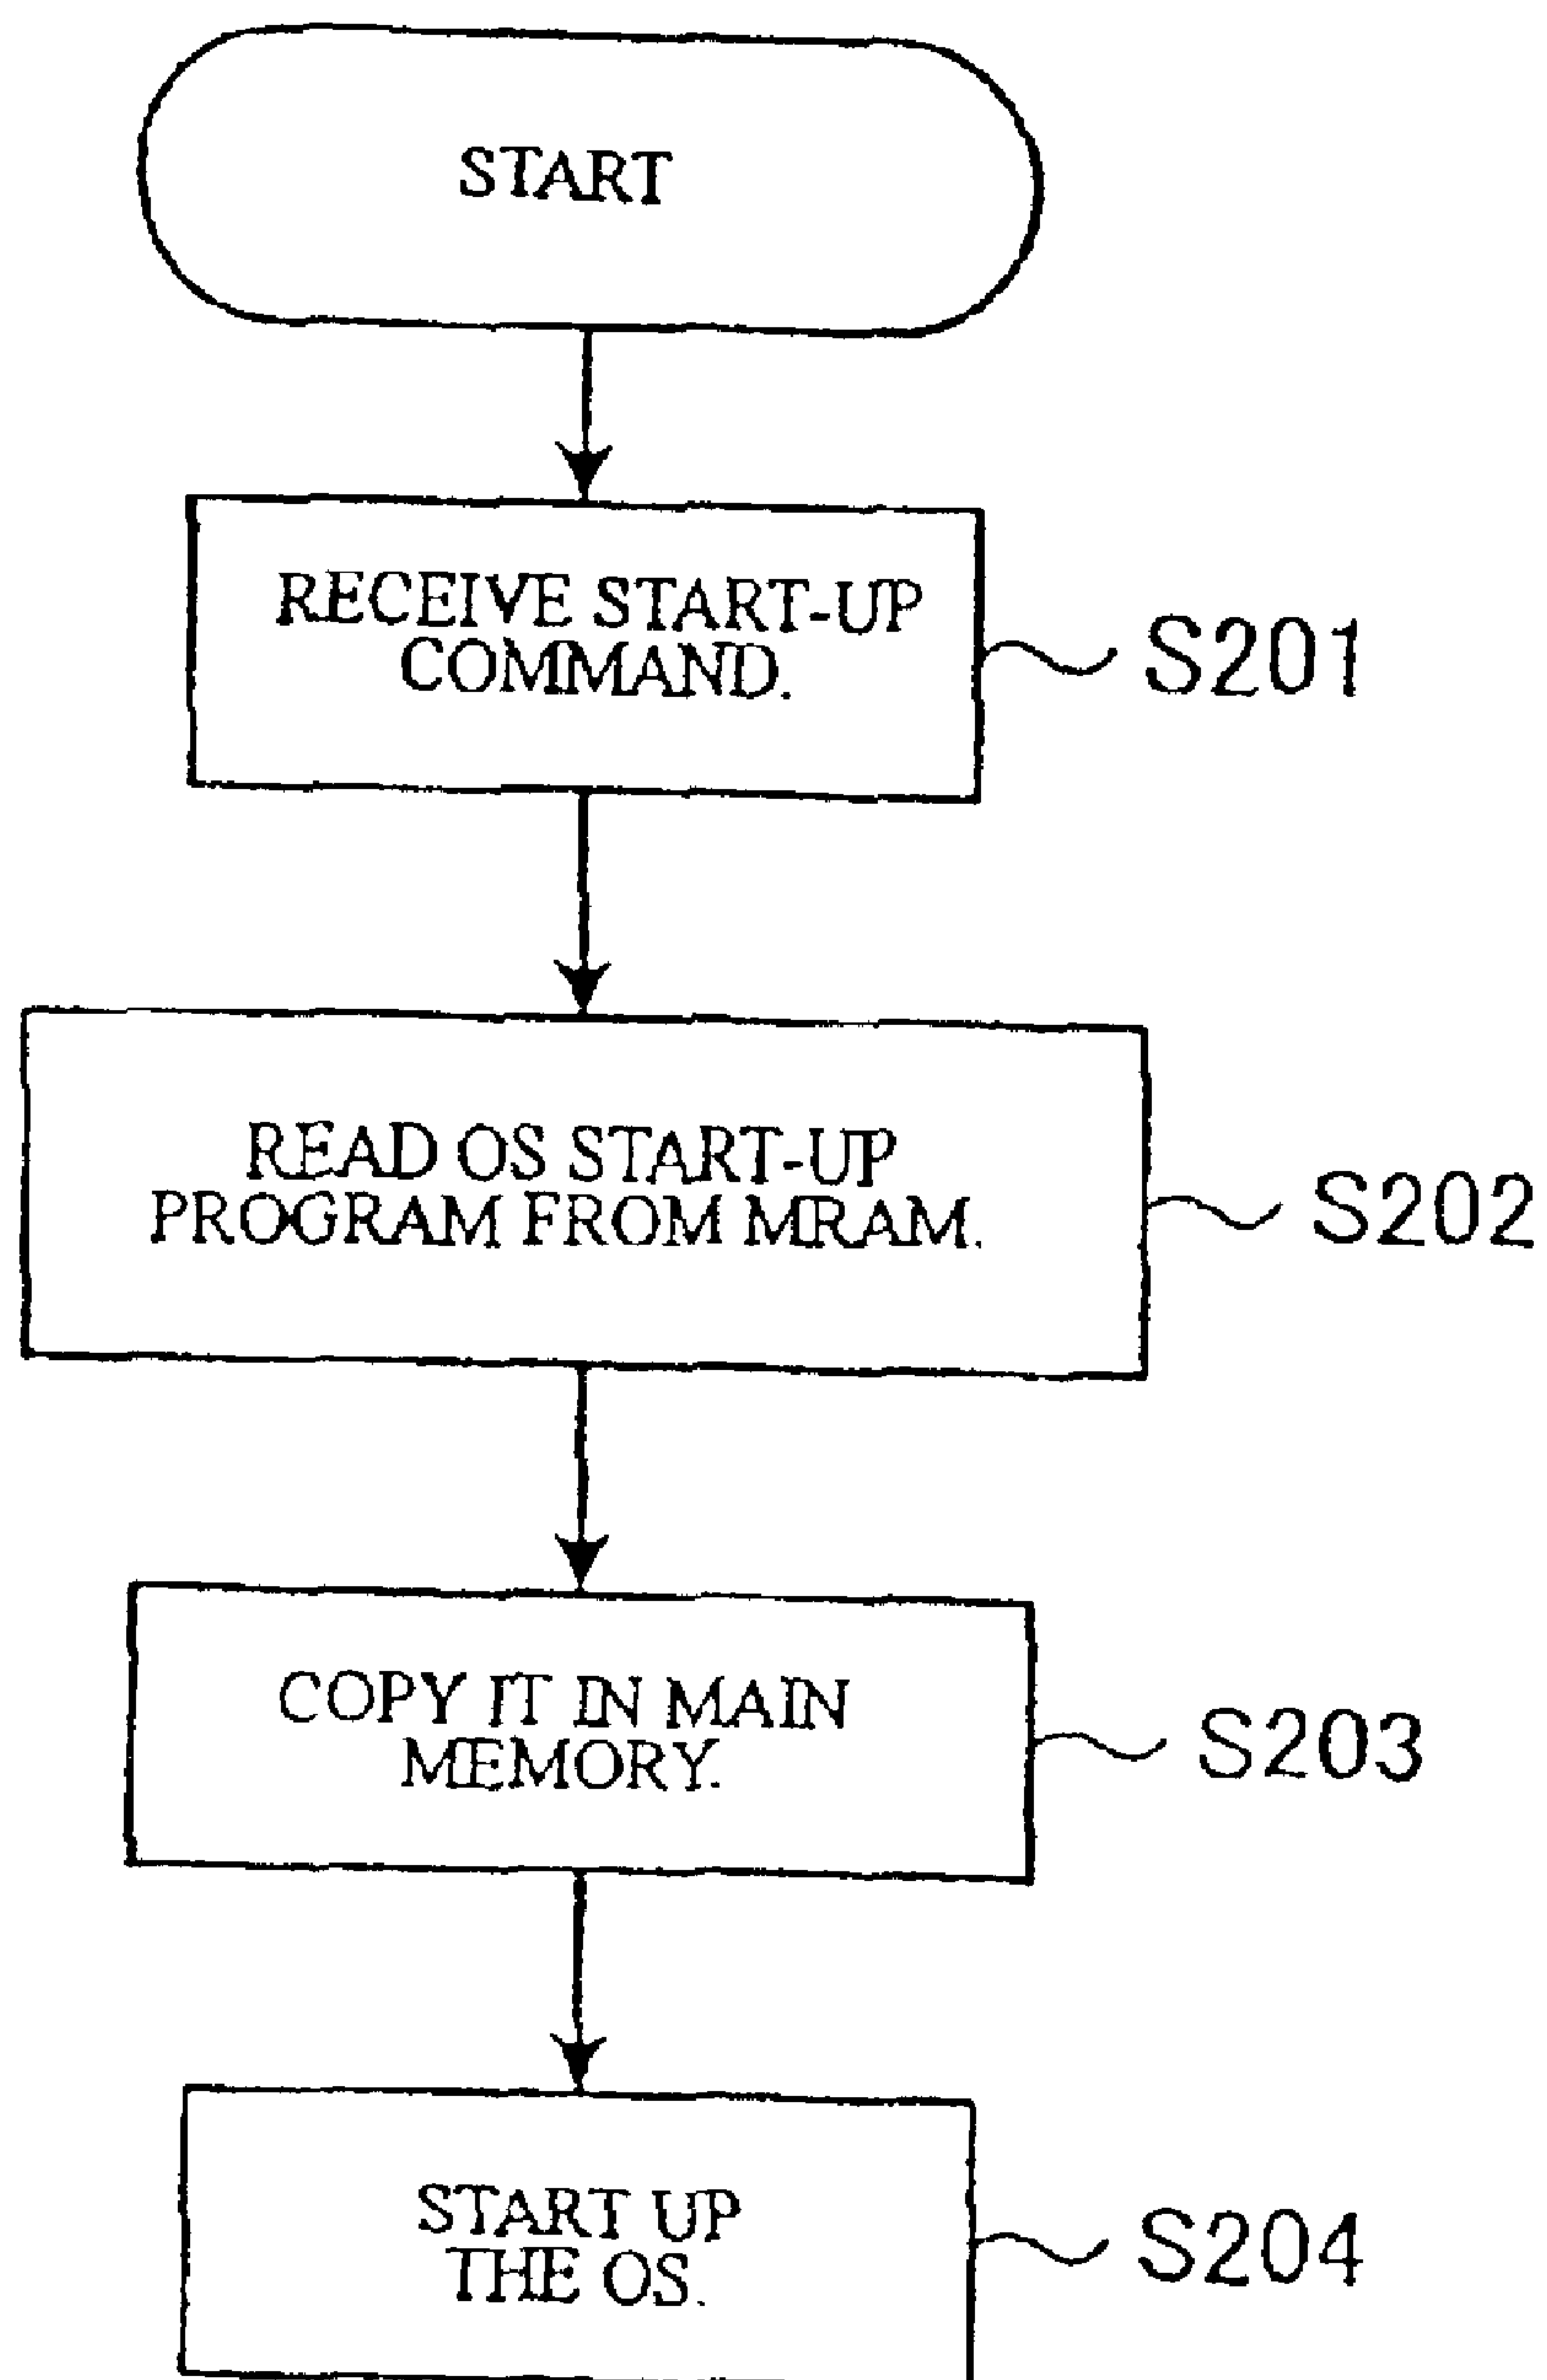 START
RECEIVE START-UP
COMMAND.
S201
READ OS START-UP
PROGRAM FROM MRAM.
S202
COPY IT IN MAIN
MEMORY.
S203
START UP
THE OS.
S204